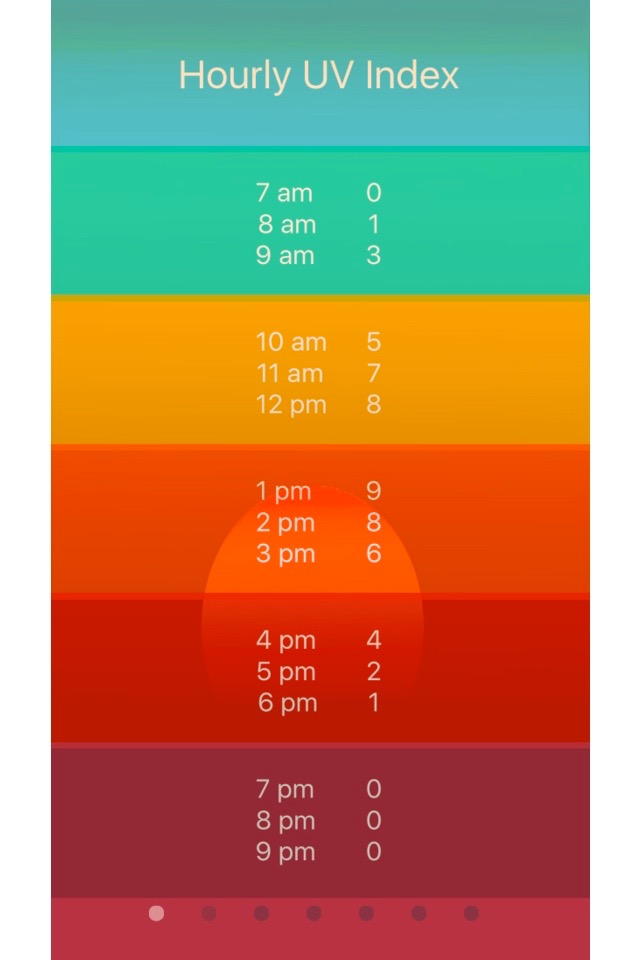 Hourly UV Index
7 am 0
8 am 1
9 am 3
10 am 5
11 am 7
12 pm 8
1 pm 9
2 pm 8
3 pm 6
4 pm 4
5 pm 2
6 pm 1
7 pm 0
8 pm 0
9 pm 0